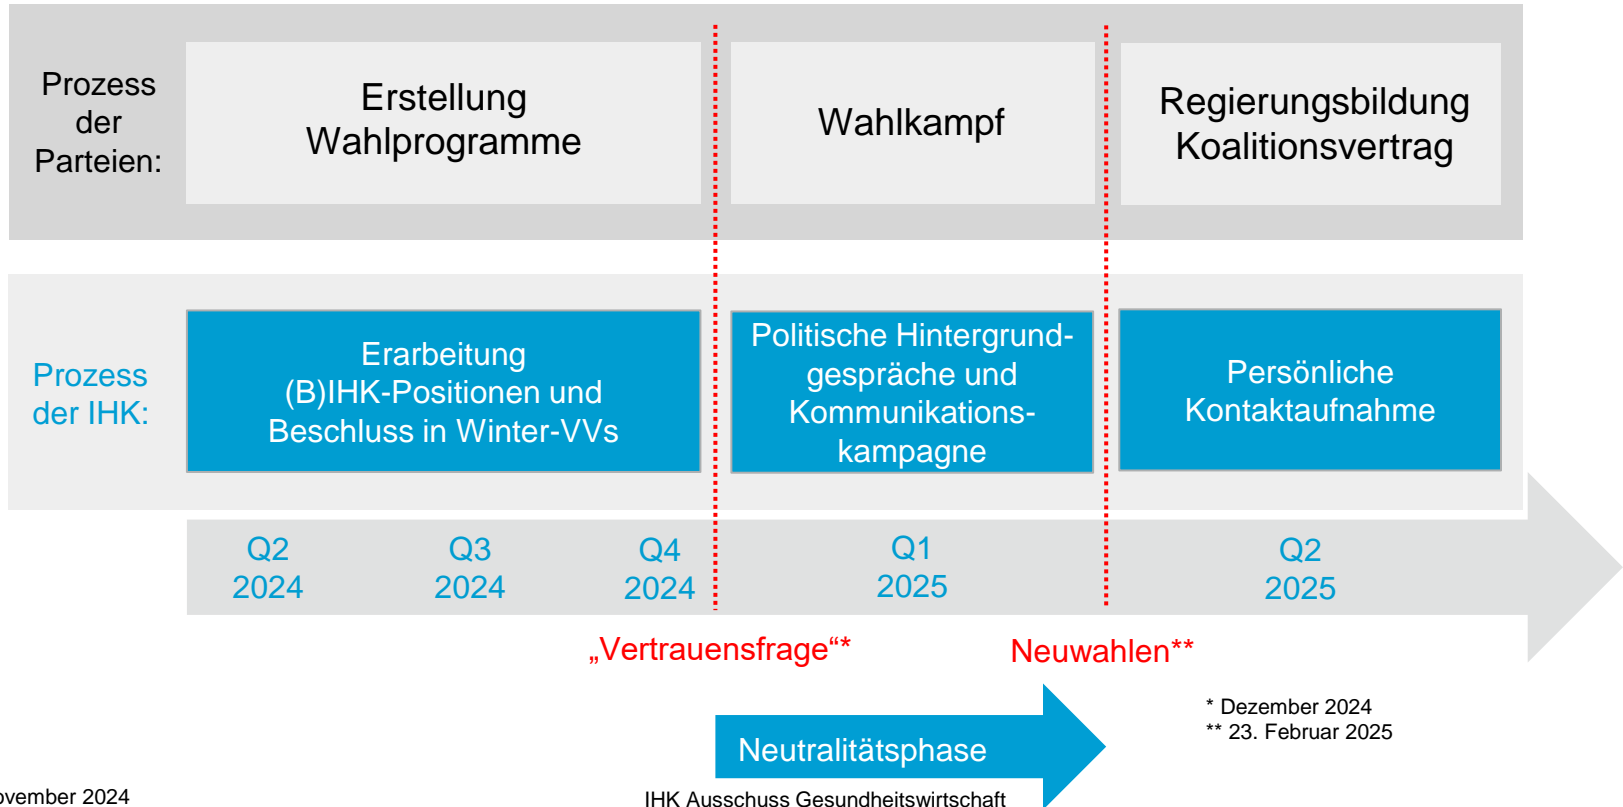 Prozess
der
Parteien:
Erstellung
Wahlprogramme
Wahlkampf
Regierungsbildung
Koalitionsvertrag
Prozess
der IHK:
Erarbeitung
(B)IHK-Positionen und
Beschluss in Winter-VVs
Politische Hintergrund-
gespräche und
Kommunikations-
kampagne
Persönliche
Kontaktaufnahme
Q2
2024
Q3
2024
Q4
2024
Q1
2025
Q2
2025
„Vertrauensfrage“*
Neuwahlen**
Neutralitätsphase
* Dezember 2024
** 23. Februar 2025
ovember 2024
IHK Ausschuss Gesundheitswirtschaft